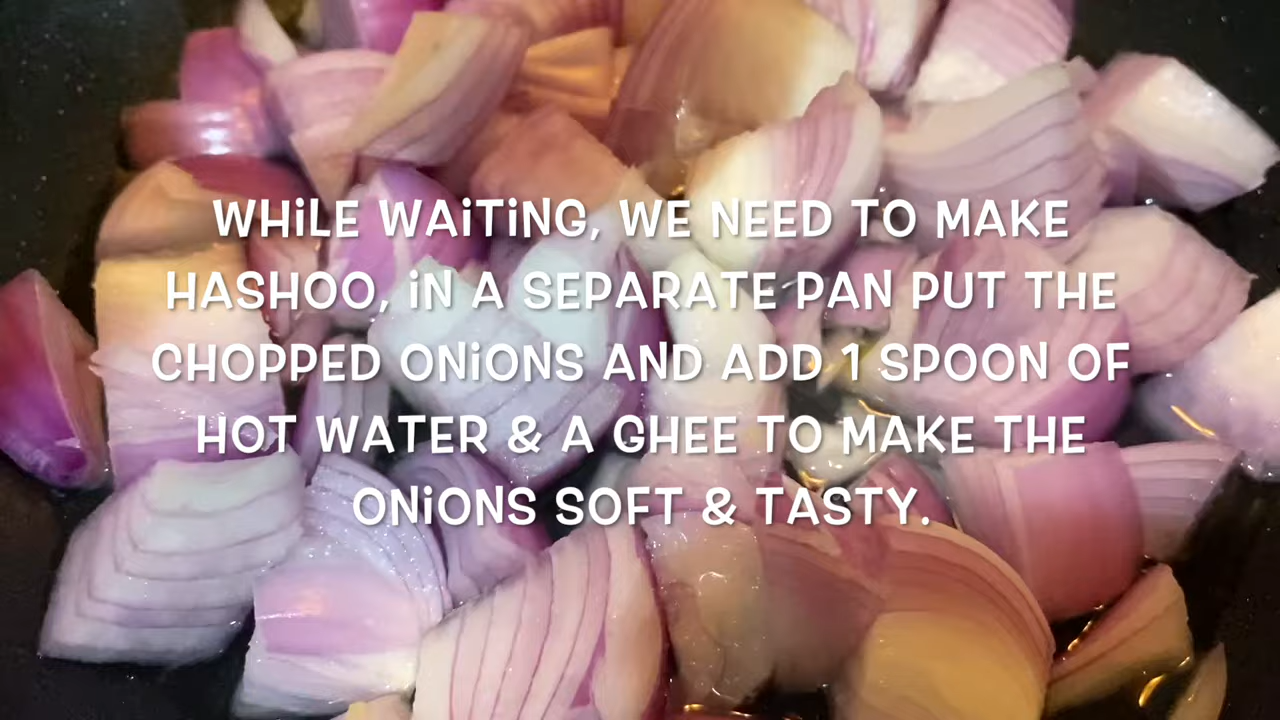 WHiLE WAiTiNG, WE NEED TO MAKE
HASHOO, iN A SEPARATE PAN PUT THE
CHOPPED ONiONS AND ADD 1 SPOON OF
HOT WATER & A GHEE TO MAKE THE
ONiONS SOFT & TASTY.